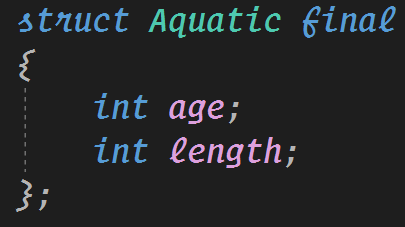 struct Aquatic final
{
    int age;
    int length;
};